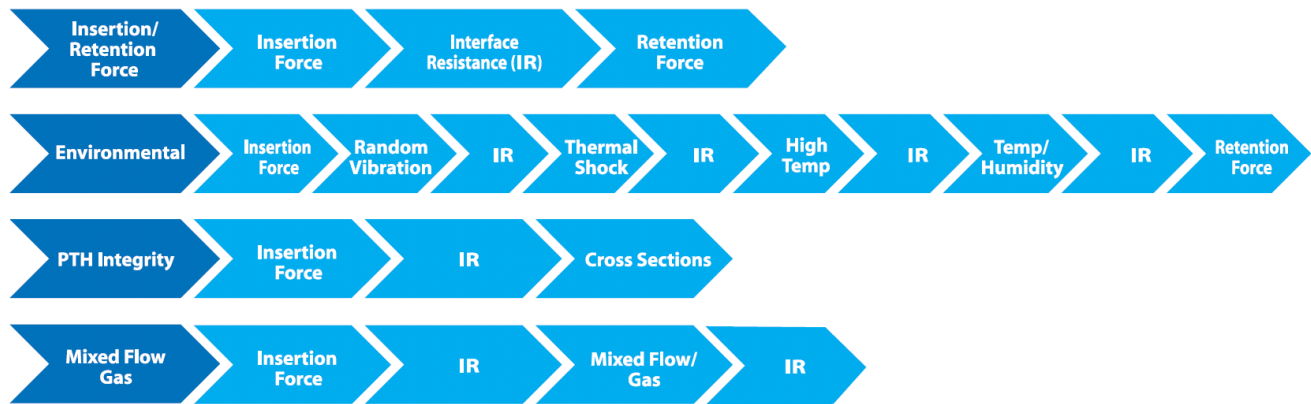 Insertion/
Retention
Force
Insertion
Force
Interface
Resistance (IR)
Retention
Force
Environmental
Insertion
Force
Random
Vibration
IR
Thermal
Shock
IR
High
Temp
IR
Temp/
Humidity
IR
Retention
Force
PTH Integrity
Insertion
Force
IR
Cross Sections
Mixed Flow
Gas
Insertion
Force
IR
Mixed Flow/
Gas
IR